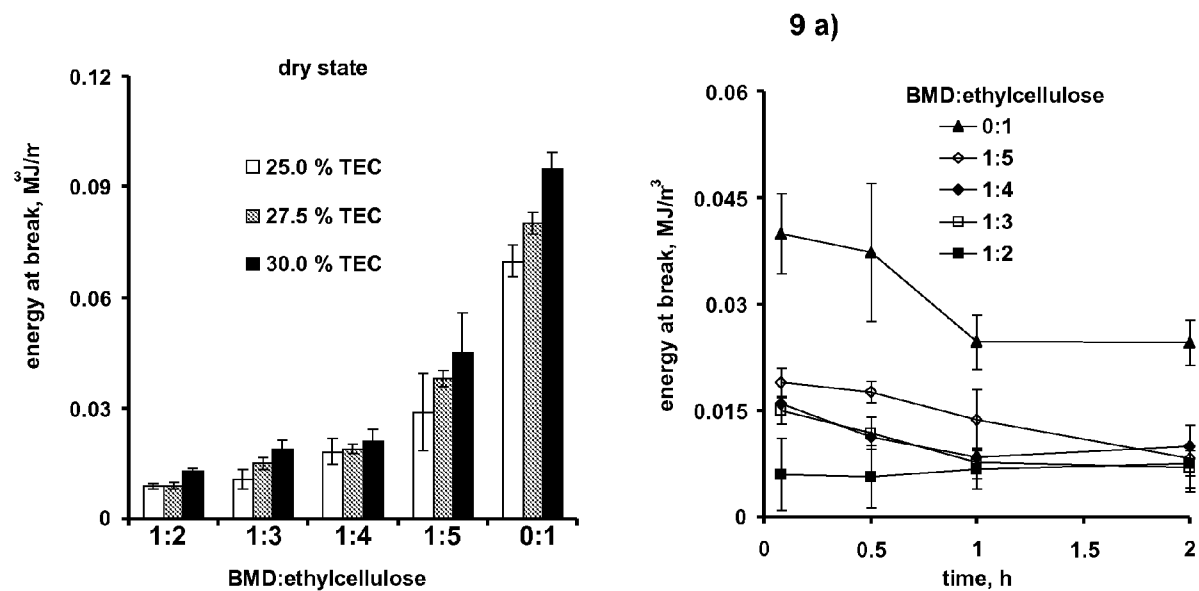 9 a)
dry state
0.12
0.09
0.06
0.03
0
energy at break, MJ/m3
25.0 % TEC
27.5 % TEC
30.0 % TEC
1:2 1:3 1:4 1:5 0:1
BMD:ethylcellulose
0.06
0.045
0.03
0.015
0
energy at break, MJ/m3
BMD:ethylcellulose
0:1
1:5
1:4
1:3
1:2
0 0.5 1 1.5 2
time, h